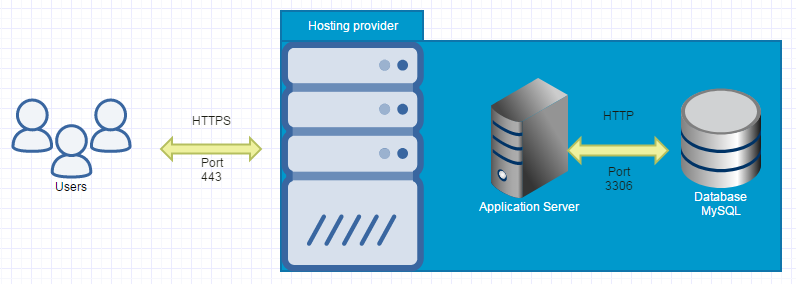 Hosting provider
HTTPS
Port
443
Users
HTTP
Port
3306
Application Server
Database
MySQL